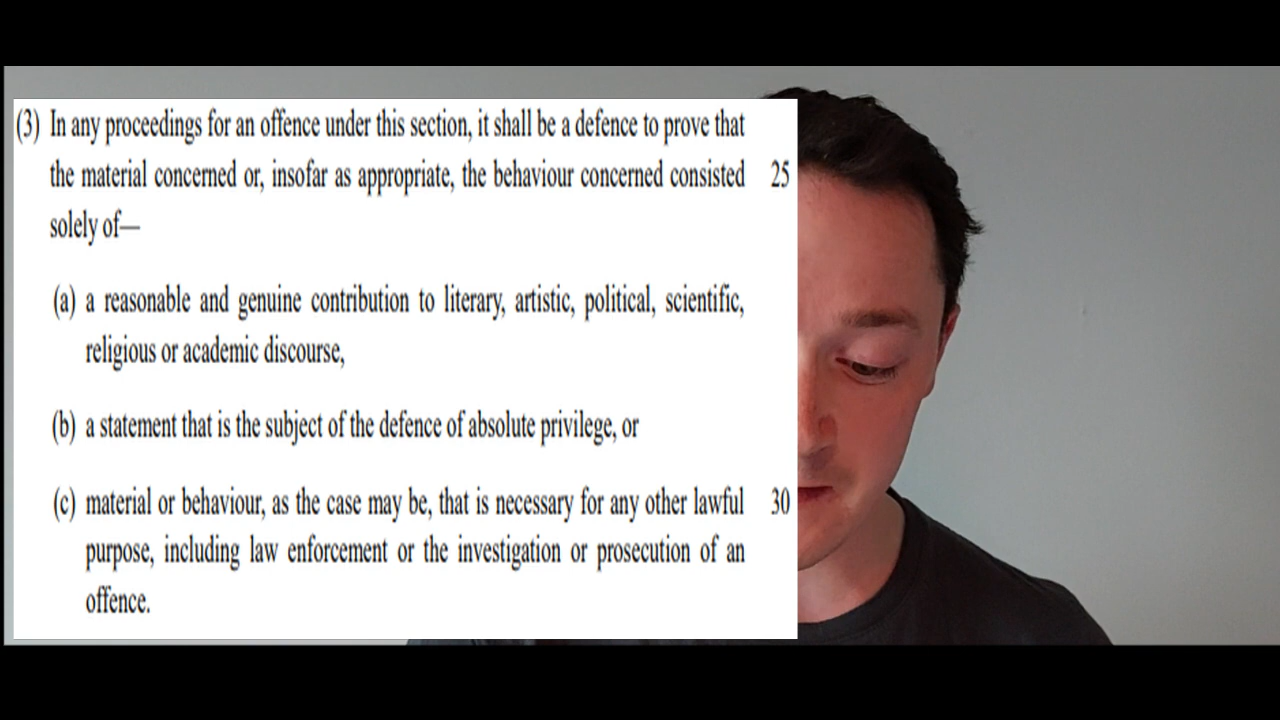 (3) In any proceedings for an offence under this section, it shall be a defence to prove that
the material concerned or, insofar as appropriate, the behaviour concerned consisted 25
solely of—
(a) a reasonable and genuine contribution to literary, artistic, political, scientific,
religious or academic discourse,
(b) a statement that is the subject of the defence of absolute privilege, or
(c) material or behaviour, as the case may be, that is necessary for any other lawful 30
purpose, including law enforcement or the investigation or prosecution of an
offence.